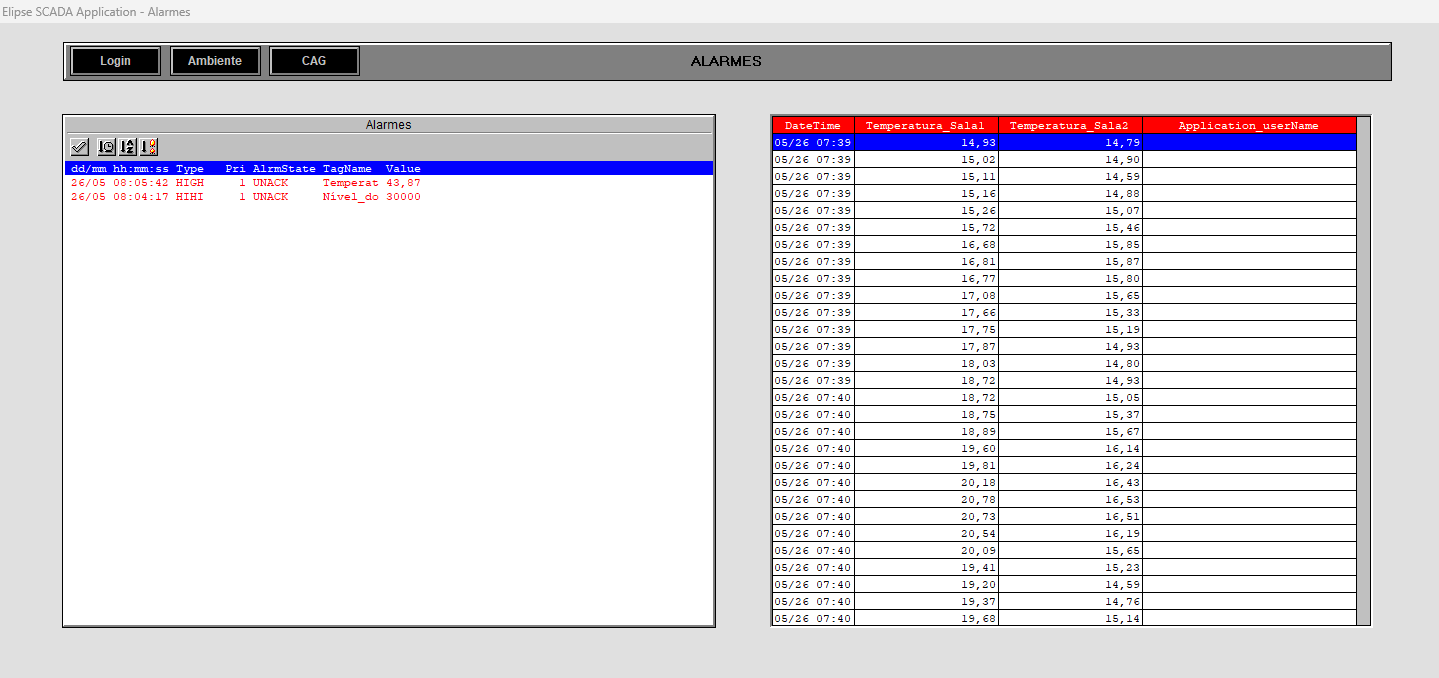 Elipse SCADA Application - Alarmes
Login Ambiente CAG ALARMES
Alarmes
dd/mm hh:mm:ss Type Pri AlrmState TagName Value
26/05 08:05:42 HIGH 1 UNACK Temperat 43,87
26/05 08:04:17 HIHI 1 UNACK Nivel_do 30000
DateTime Temperatura_Sala1 Temperatura_Sala2 Application_userName
05/26 07:39 14,93 14,79
05/26 07:39 15,02 14,90
05/26 07:39 15,11 14,59
05/26 07:39 15,16 14,88
05/26 07:39 15,26 15,07
05/26 07:39 15,72 15,46
05/26 07:39 16,68 15,85
05/26 07:39 16,81 15,87
05/26 07:39 16,77 15,80
05/26 07:39 17,08 15,65
05/26 07:39 17,66 15,33
05/26 07:39 17,75 15,19
05/26 07:39 17,87 14,93
05/26 07:39 18,03 14,80
05/26 07:39 18,72 14,93
05/26 07:40 18,72 15,05
05/26 07:40 18,75 15,37
05/26 07:40 18,89 15,67
05/26 07:40 19,60 16,14
05/26 07:40 19,81 16,24
05/26 07:40 20,18 16,43
05/26 07:40 20,78 16,53
05/26 07:40 20,73 16,51
05/26 07:40 20,54 16,19
05/26 07:40 20,09 15,65
05/26 07:40 19,41 15,23
05/26 07:40 19,20 14,59
05/26 07:40 19,37 14,76
05/26 07:40 19,68 15,14